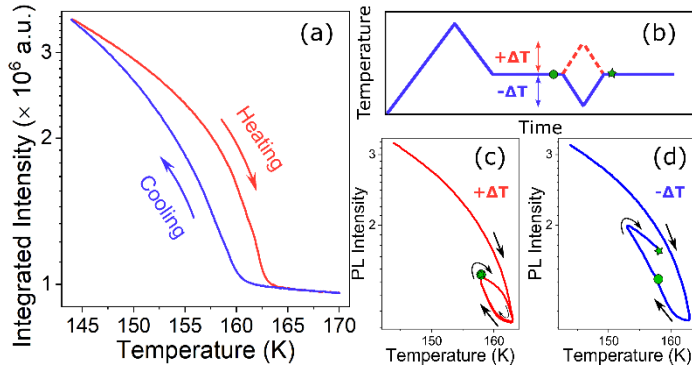 (a)
Integrated Intensity (× 10⁶ a.u.)
3
2
1
Heating
Cooling
145 150 155 160 165 170
Temperature (K)
(b)
Temperature
+ΔT
-ΔT
Time
(c)
+ΔT
PL Intensity
3
2
150 160
Temperature (K)
(d)
-ΔT
PL Intensity
3
2
150 160
Temperature (K)